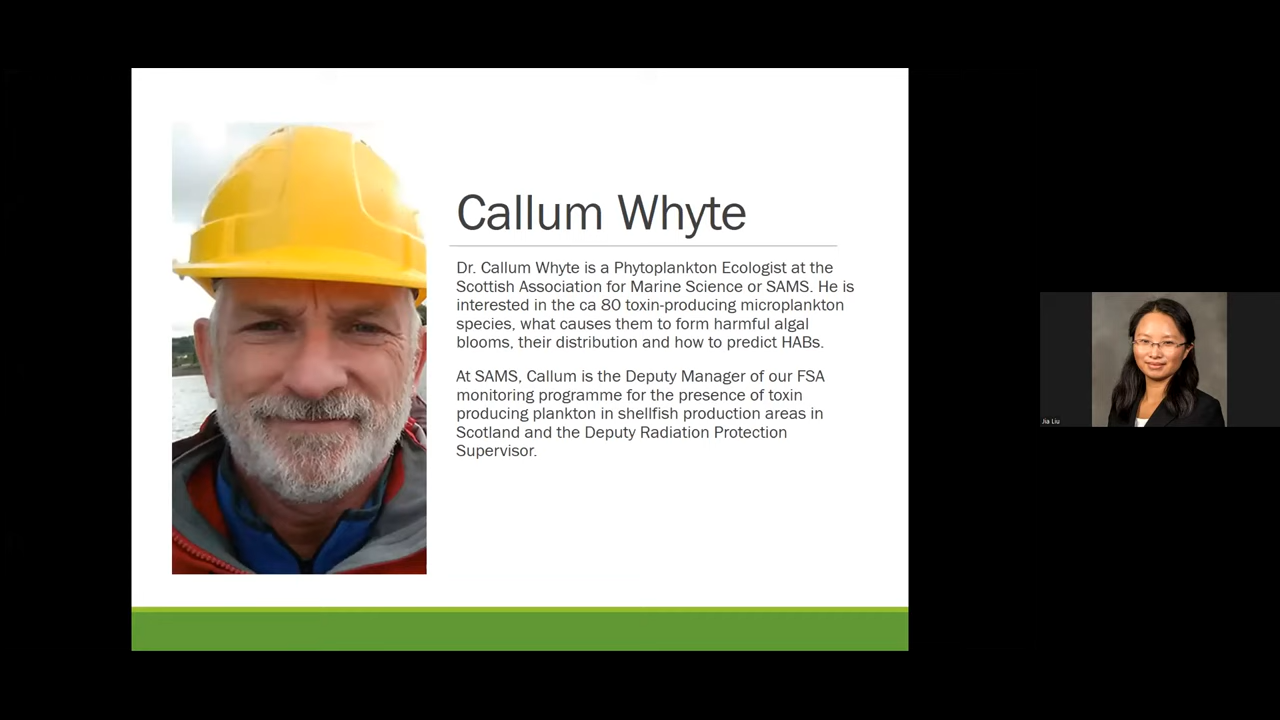 Callum Whyte
Dr. Callum Whyte is a Phytoplankton Ecologist at the
Scottish Association for Marine Science or SAMS. He is
interested in the ca 80 toxin-producing microplankton
species, what causes them to form harmful algal
blooms, their distribution and how to predict HABs.
At SAMS, Callum is the Deputy Manager of our FSA
monitoring programme for the presence of toxin
producing plankton in shellfish production areas in
Scotland and the Deputy Radiation Protection
Supervisor.
Jia Liu